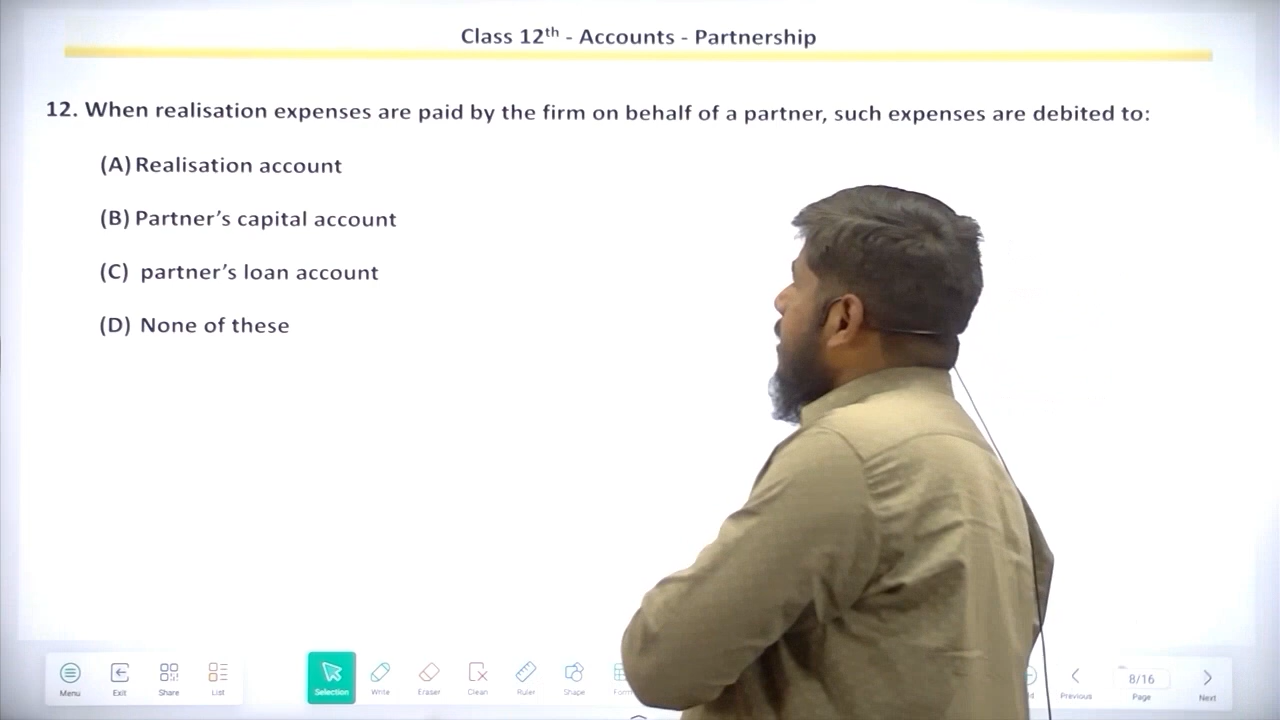 Class 12th - Accounts - Partnership
12. When realisation expenses are paid by the firm on behalf of a partner, such expenses are debited to:
(A) Realisation account
(B) Partner's capital account
(C) partner's loan account
(D) None of these
Menu Exit Share List Selection Write Eraser Clean Ruler Shape Previous 8/16 Page Next